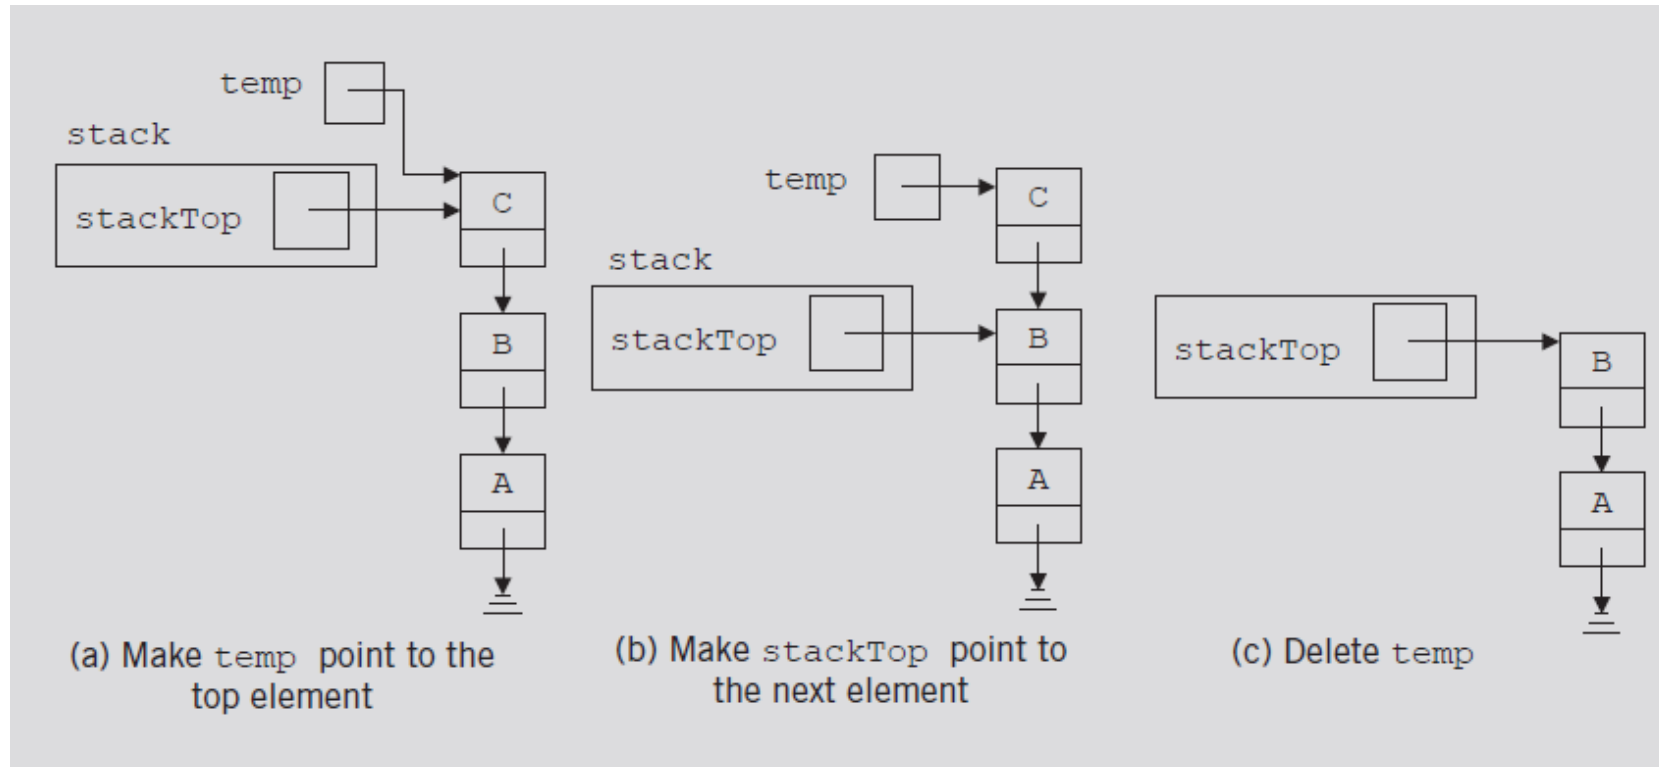 temp
stack
stackTop
C
B
A
(a) Make temp point to the
top element
temp
stack
stackTop
C
B
A
(b) Make stackTop point to
the next element
stackTop
B
A
(c) Delete temp